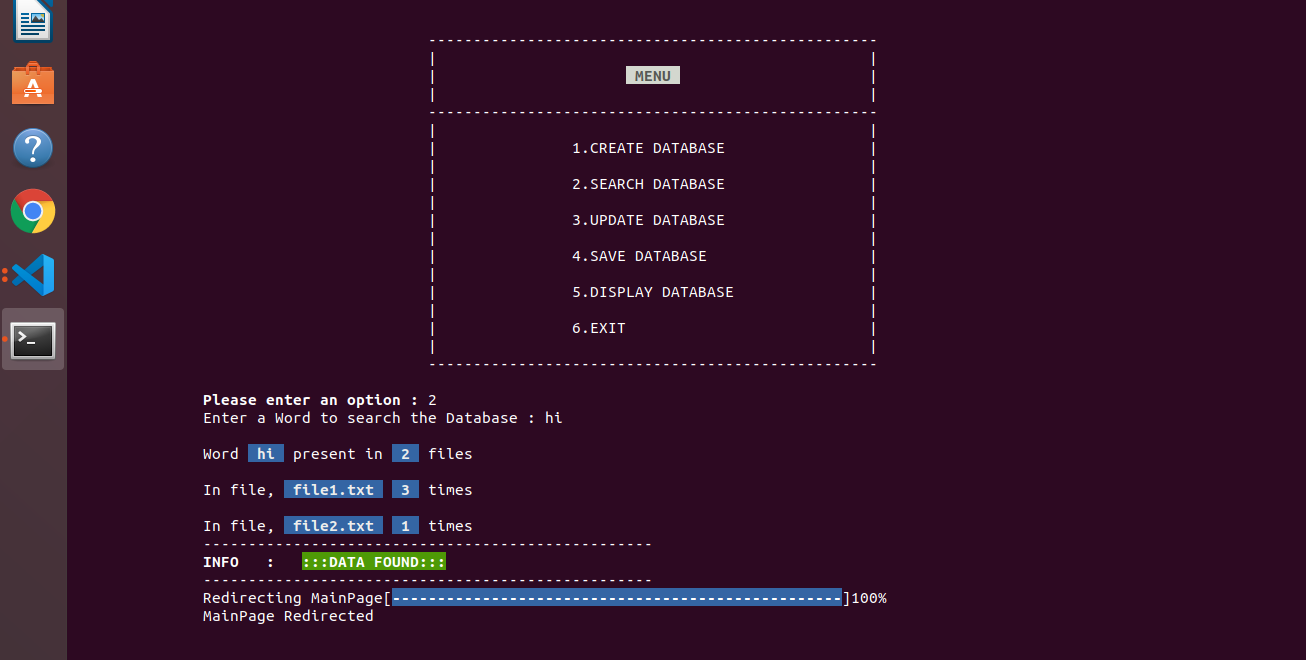 MENU
1.CREATE DATABASE
2.SEARCH DATABASE
3.UPDATE DATABASE
4.SAVE DATABASE
5.DISPLAY DATABASE
6.EXIT
Please enter an option : 2
Enter a Word to search the Database : hi
Word hi present in 2 files
In file, file1.txt 3 times
In file, file2.txt 1 times
--------------------------------------------------
INFO : :::DATA FOUND:::
--------------------------------------------------
Redirecting MainPage[--------------------------------------------------]100%
MainPage Redirected